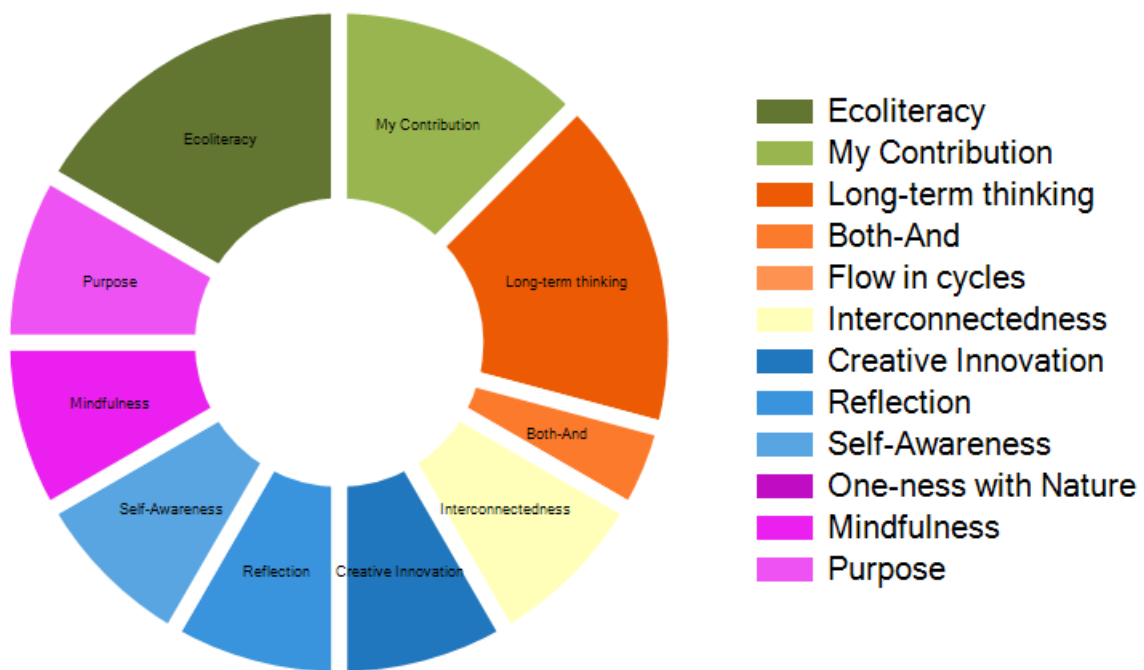 Ecoliteracy
My Contribution
Long-term thinking
Purpose
Mindfulness
Both-And
Self-Awareness
Interconnectedness
Reflection
Creative Innovation
Ecoliteracy
My Contribution
Long-term thinking
Both-And
Flow in cycles
Interconnectedness
Creative Innovation
Reflection
Self-Awareness
One-ness with Nature
Mindfulness
Purpose